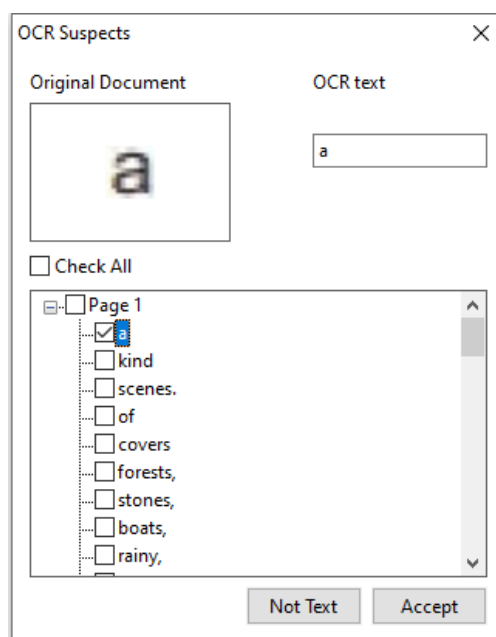 OCR Suspects
Original Document OCR text
a a
Check All
Page 1
a
kind
scenes.
of
covers
forests,
stones,
boats,
rainy,
Not Text Accept